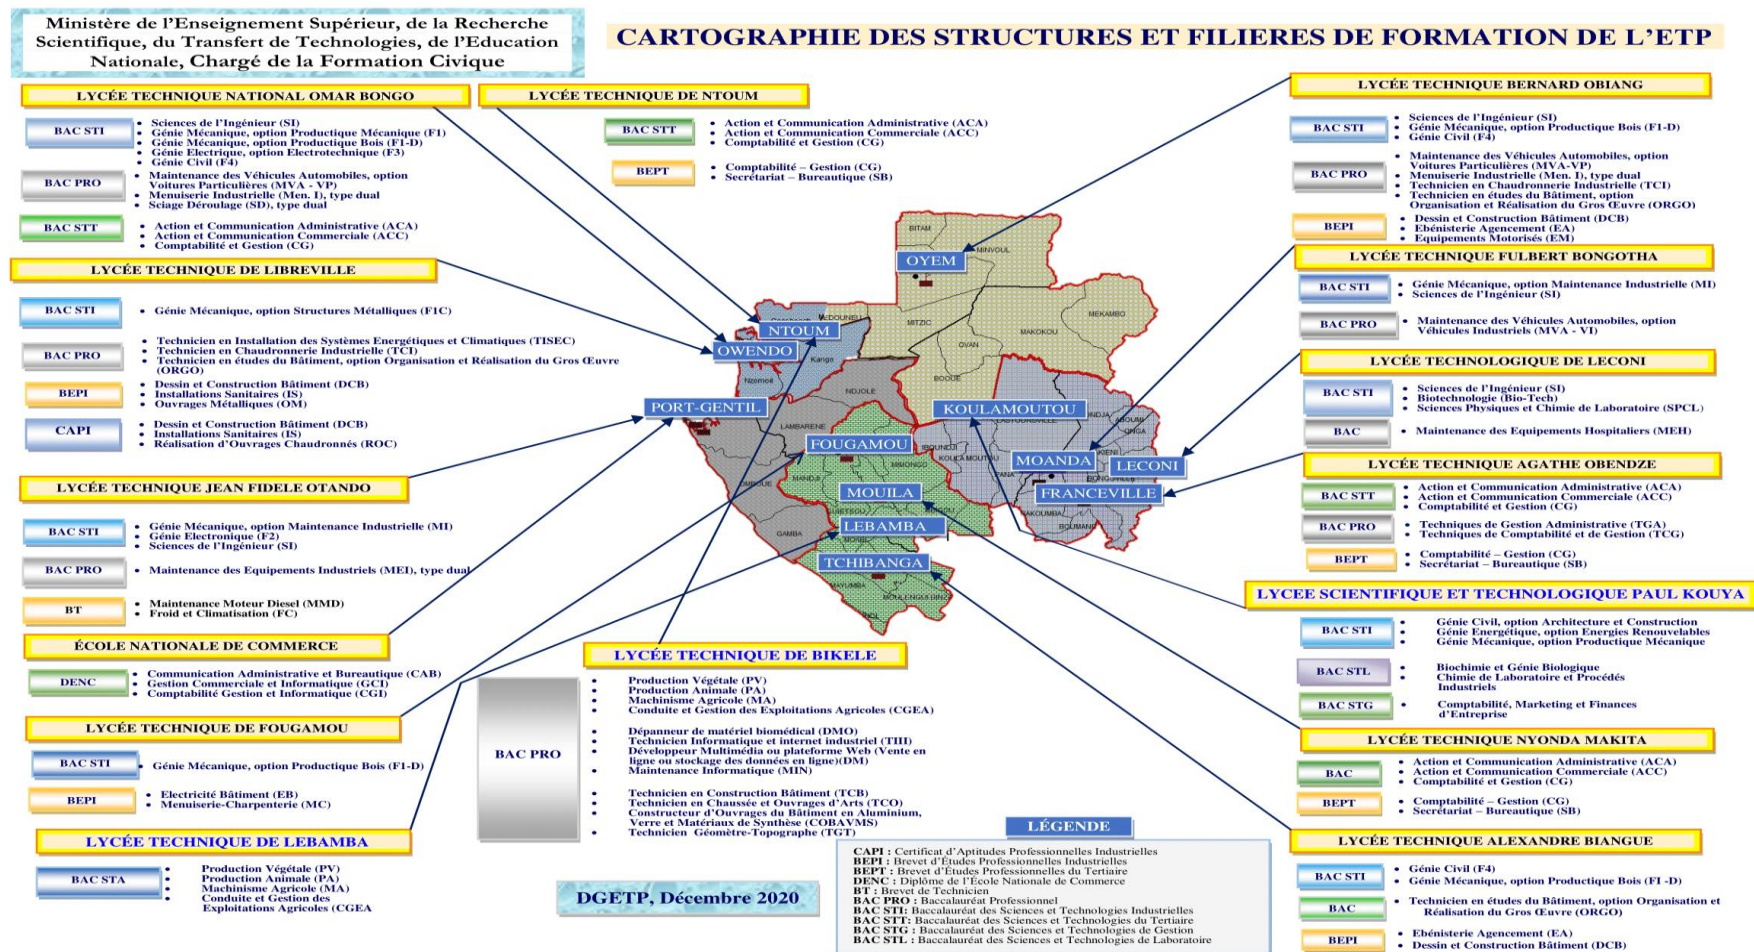 Ministère de l'Enseignement Supérieur, de la Recherche
Scientifique, du Transfert de Technologies, de l'Education
Nationale, Chargé de la Formation Civique
CARTOGRAPHIE DES STRUCTURES ET FILIERES DE FORMATION DE L'ETP
LYCÉE TECHNIQUE NATIONAL OMAR BONGO
BAC STI
• Sciences de l'Ingénieur (SI)
• Génie Mécanique, option Productique Mécanique (F1)
• Génie Mécanique, option Productique Bois (F1-D)
• Génie Electrique, option Electrotechnique (F3)
• Génie Civil (F4)
BAC PRO
• Maintenance des Véhicules Automobiles, option
Voitures Particulières (MVA - VP)
• Menuiserie Industrielle (Men. I), type dual
• Sciage Déroulage (SD), type dual
BAC STT
• Action et Communication Administrative (ACA)
• Action et Communication Commerciale (ACC)
• Comptabilité et Gestion (CG)
LYCÉE TECHNIQUE DE LIBREVILLE
BAC STI
• Génie Mécanique, option Structures Métalliques (F1C)
BAC PRO
• Technicien en Installation des Systèmes Energétiques et Climatiques (TISEC)
• Technicien en Chaudronnerie Industrielle (TCI)
• Technicien en études du Bâtiment, option Organisation et Réalisation du Gros Œuvre
(ORGO)
BEPI
• Dessin et Construction Bâtiment (DCB)
• Installations Sanitaires (IS)
• Ouvrages Métalliques (OM)
CAPI
• Dessin et Construction Bâtiment (DCB)
• Installations Sanitaires (IS)
• Réalisation d'Ouvrages Chaudronnés (ROC)
LYCÉE TECHNIQUE JEAN FIDELE OTANDO
BAC STI
• Génie Mécanique, option Maintenance Industrielle (MI)
• Génie Electronique (F2)
• Sciences de l'Ingénieur (SI)
BAC PRO
• Maintenance des Equipements Industriels (MEI), type dual
BT
• Maintenance Moteur Diesel (MMD)
• Froid et Climatisation (FC)
ÉCOLE NATIONALE DE COMMERCE
DENC
• Communication Administrative et Bureautique (CAB)
• Gestion Commerciale et Informatique (GCI)
• Comptabilité Gestion et Informatique (CGI)
LYCÉE TECHNIQUE DE FOUGAMOU
BAC STI
• Génie Mécanique, option Productique Bois (F1-D)
BEPI
• Electricité Bâtiment (EB)
• Menuiserie-Charpenterie (MC)
LYCÉE TECHNIQUE DE LEBAMBA
BAC STA
• Production Végétale (PV)
• Production Animale (PA)
• Machinisme Agricole (MA)
• Conduite et Gestion des
Exploitations Agricoles (CGEA
LYCÉE TECHNIQUE DE NTOUM
BAC STT
• Action et Communication Administrative (ACA)
• Action et Communication Commerciale (ACC)
• Comptabilité et Gestion (CG)
BEPT
• Comptabilité – Gestion (CG)
• Secrétariat – Bureautique (SB)
BITAM
MINVOUL
OYEM
NTOUM
MITZIC
MAKOKOU
MEKAMBO
OWENDO
Kango
OVAN
BOOUE
NDJOLE
PORT-GENTIL
KOULAMOUTOU
LAMBARENE
FOUGAMOU
MOANDA
LECONI
MIMONGO
MANDJI
MOUILA
FRANCEVILLE
LEBAMBA
GAMBA
BOUMANGO
TCHIBANGA
MAYUMBA
LYCÉE TECHNIQUE DE BIKELE
BAC PRO
• Production Végétale (PV)
• Production Animale (PA)
• Machinisme Agricole (MA)
• Conduite et Gestion des Exploitations Agricoles (CGEA)
• Dépanneur de matériel biomédical (DMO)
• Technicien Informatique et internet industriel (TIII)
• Développeur Multimédia ou plateforme Web (Vente en
ligne ou stockage des données en ligne)(DM)
• Maintenance Informatique (MIN)
• Technicien en Construction Bâtiment (TCB)
• Technicien en Chaussée et Ouvrages d'Arts (TCO)
• Constructeur d'Ouvrages du Bâtiment en Aluminium,
Verre et Matériaux de Synthèse (COBAVMS)
• Technicien Géomètre-Topographe (TGT)
DGETP, Décembre 2020
LÉGENDE
CAPI : Certificat d'Aptitudes Professionnelles Industrielles
BEPI : Brevet d'Études Professionnelles Industrielles
BEPT : Brevet d'Études Professionnelles du Tertiaire
DENC : Diplôme de l'École Nationale de Commerce
BT : Brevet de Technicien
BAC PRO : Baccalauréat Professionnel
BAC STI: Baccalauréat des Sciences et Technologies Industrielles
BAC STT: Baccalauréat des Sciences et Technologies du Tertiaire
BAC STG : Baccalauréat des Sciences et Technologies de Gestion
BAC STL : Baccalauréat des Sciences et Technologies de Laboratoire
LYCÉE TECHNIQUE BERNARD OBIANG
BAC STI
• Sciences de l'Ingénieur (SI)
• Génie Mécanique, option Productique Bois (F1-D)
• Génie Civil (F4)
BAC PRO
• Maintenance des Véhicules Automobiles, option
Voitures Particulières (MVA-VP)
• Menuiserie Industrielle (Men. I), type dual
• Technicien en Chaudronnerie Industrielle (TCI)
• Technicien en études du Bâtiment, option
Organisation et Réalisation du Gros Œuvre (ORGO)
BEPI
• Dessin et Construction Bâtiment (DCB)
• Ebénisterie Agencement (EA)
• Equipements Motorisés (EM)
LYCÉE TECHNIQUE FULBERT BONGOTHA
BAC STI
• Génie Mécanique, option Maintenance Industrielle (MI)
• Sciences de l'Ingénieur (SI)
BAC PRO
• Maintenance des Véhicules Automobiles, option
Véhicules Industriels (MVA - VI)
LYCÉE TECHNOLOGIQUE DE LECONI
BAC STI
• Sciences de l'Ingénieur (SI)
• Biotechnologie (Bio-Tech)
• Sciences Physiques et Chimie de Laboratoire (SPCL)
BAC
• Maintenance des Equipements Hospitaliers (MEH)
LYCÉE TECHNIQUE AGATHE OBENDZE
BAC STT
• Action et Communication Administrative (ACA)
• Action et Communication Commerciale (ACC)
• Comptabilité et Gestion (CG)
BAC PRO
• Techniques de Gestion Administrative (TGA)
• Techniques de Comptabilité et de Gestion (TCG)
BEPT
• Comptabilité – Gestion (CG)
• Secrétariat – Bureautique (SB)
LYCEE SCIENTIFIQUE ET TECHNOLOGIQUE PAUL KOUYA
BAC STI
• Génie Civil, option Architecture et Construction
• Génie Energétique, option Energies Renouvelables
• Génie Mécanique, option Productique Mécanique
BAC STL
• Biochimie et Génie Biologique
• Chimie de Laboratoire et Procédés
Industriels
BAC STG
• Comptabilité, Marketing et Finances
d'Entreprise
LYCÉE TECHNIQUE NYONDA MAKITA
BAC
• Action et Communication Administrative (ACA)
• Action et Communication Commerciale (ACC)
• Comptabilité et Gestion (CG)
BEPT
• Comptabilité – Gestion (CG)
• Secrétariat – Bureautique (SB)
LYCÉE TECHNIQUE ALEXANDRE BIANGUE
BAC STI
• Génie Civil (F4)
• Génie Mécanique, option Productique Bois (FI -D)
BAC
• Technicien en études du Bâtiment, option Organisation et
Réalisation du Gros Œuvre (ORGO)
BEPI
• Ebénisterie Agencement (EA)
• Dessin et Construction Bâtiment (DCB)